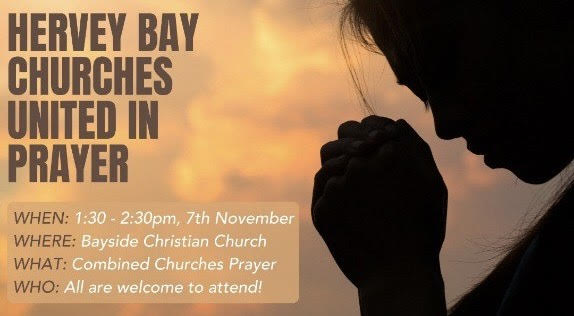 HERVEY BAY
CHURCHES
UNITED IN
PRAYER
WHEN: 1:30 - 2:30pm, 7th November
WHERE: Bayside Christian Church
WHAT: Combined Churches Prayer
WHO: All are welcome to attend!